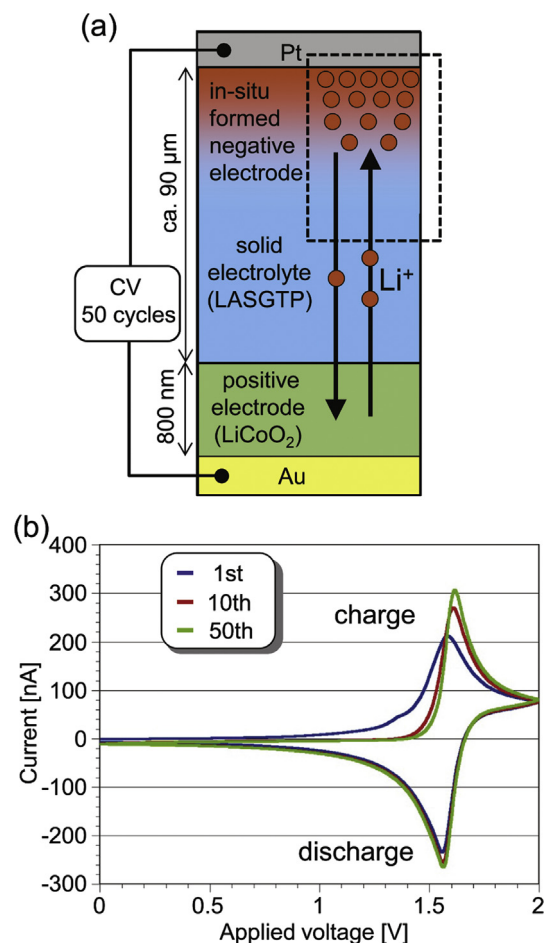 (a)
Pt
in-situ
formed
negative
electrode
ca. 90 µm
solid
electrolyte
(LASGTP)
Li⁺
CV
50 cycles
800 nm
positive
electrode
(LiCoO₂)
Au
(b)
400
300
200
100
0
-100
-200
-300
Current [nA]
1st
10th
50th
charge
discharge
0
0.5
1
1.5
2
Applied voltage [V]